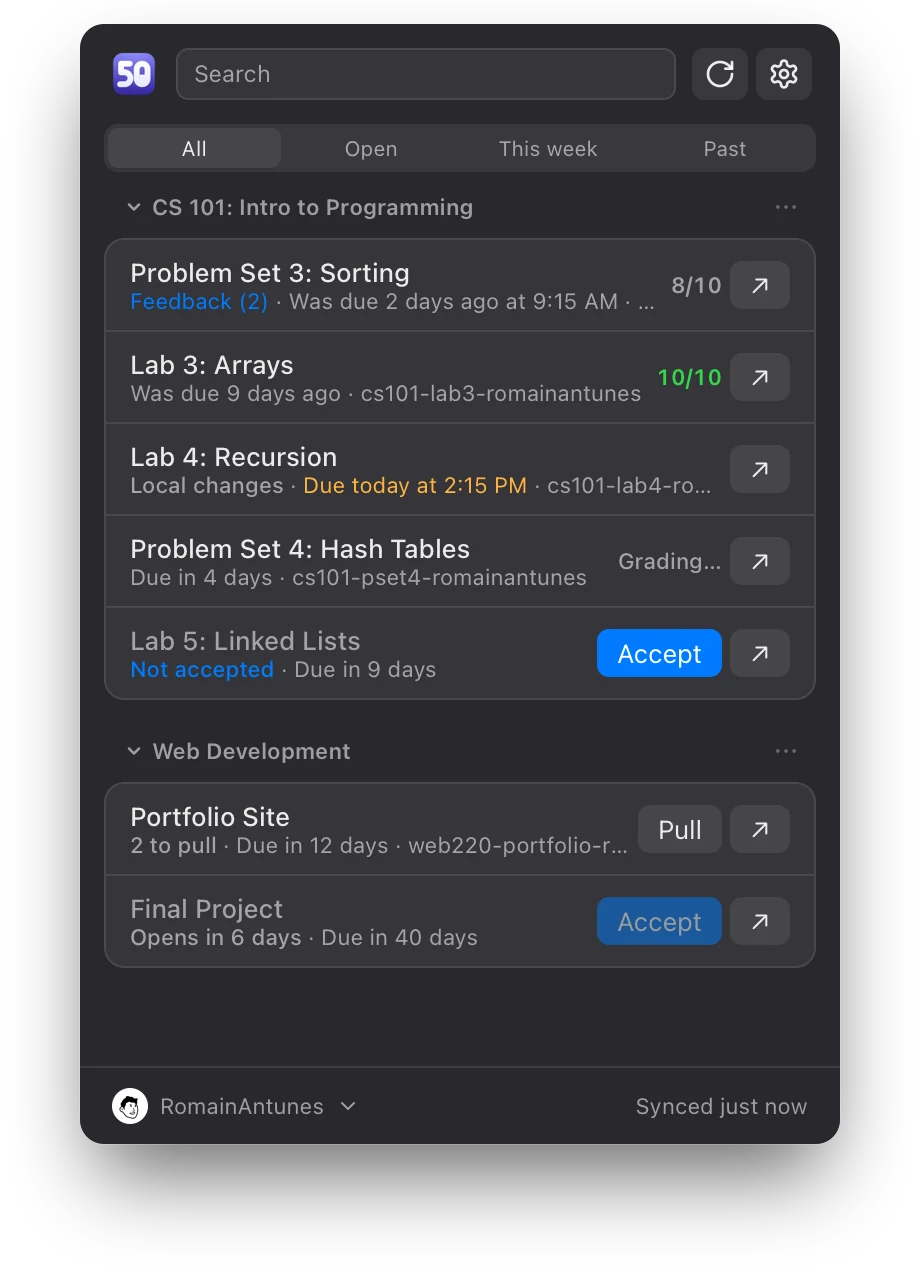 50
Search
All
Open
This week
Past
CS 101: Intro to Programming
Problem Set 3: Sorting
Feedback (2) · Was due 2 days ago at 9:15 AM · ...
8/10
Lab 3: Arrays
Was due 9 days ago · cs101-lab3-romainantunes
10/10
Lab 4: Recursion
Local changes · Due today at 2:15 PM · cs101-lab4-ro...
Problem Set 4: Hash Tables
Due in 4 days · cs101-pset4-romainantunes
Grading...
Lab 5: Linked Lists
Not accepted · Due in 9 days
Accept
Web Development
Portfolio Site
2 to pull · Due in 12 days · web220-portfolio-r...
Pull
Final Project
Opens in 6 days · Due in 40 days
Accept
RomainAntunes
Synced just now